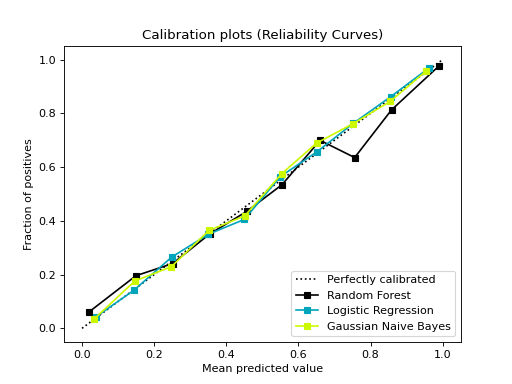 Calibration plots (Reliability Curves)
1.0
0.8
0.6
0.4
0.2
0.0
Fraction of positives
Perfectly calibrated
Random Forest
Logistic Regression
Gaussian Naive Bayes
0.0 0.2 0.4 0.6 0.8 1.0
Mean predicted value